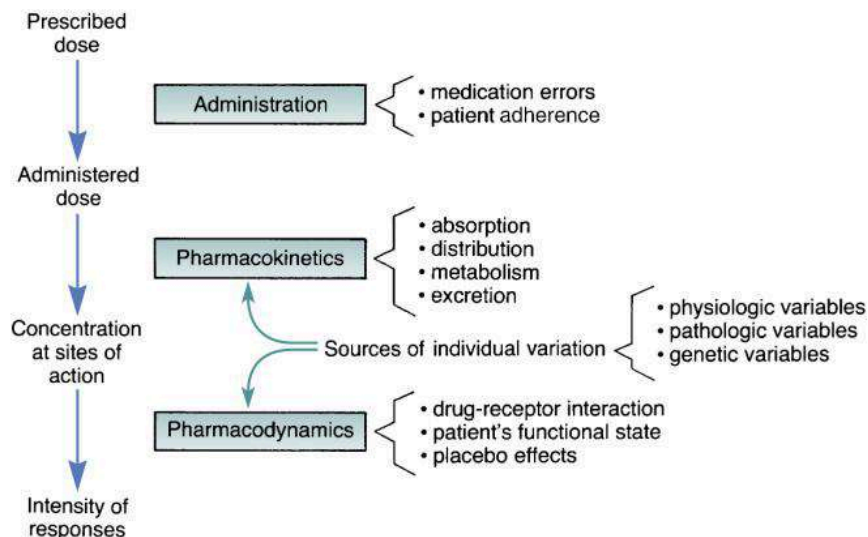 Prescribed
dose
Administration
• medication errors
• patient adherence
Administered
dose
Pharmacokinetics
• absorption
• distribution
• metabolism
• excretion
Concentration
at sites of
action
Sources of individual variation
• physiologic variables
• pathologic variables
• genetic variables
Pharmacodynamics
• drug-receptor interaction
• patient's functional state
• placebo effects
Intensity of
responses